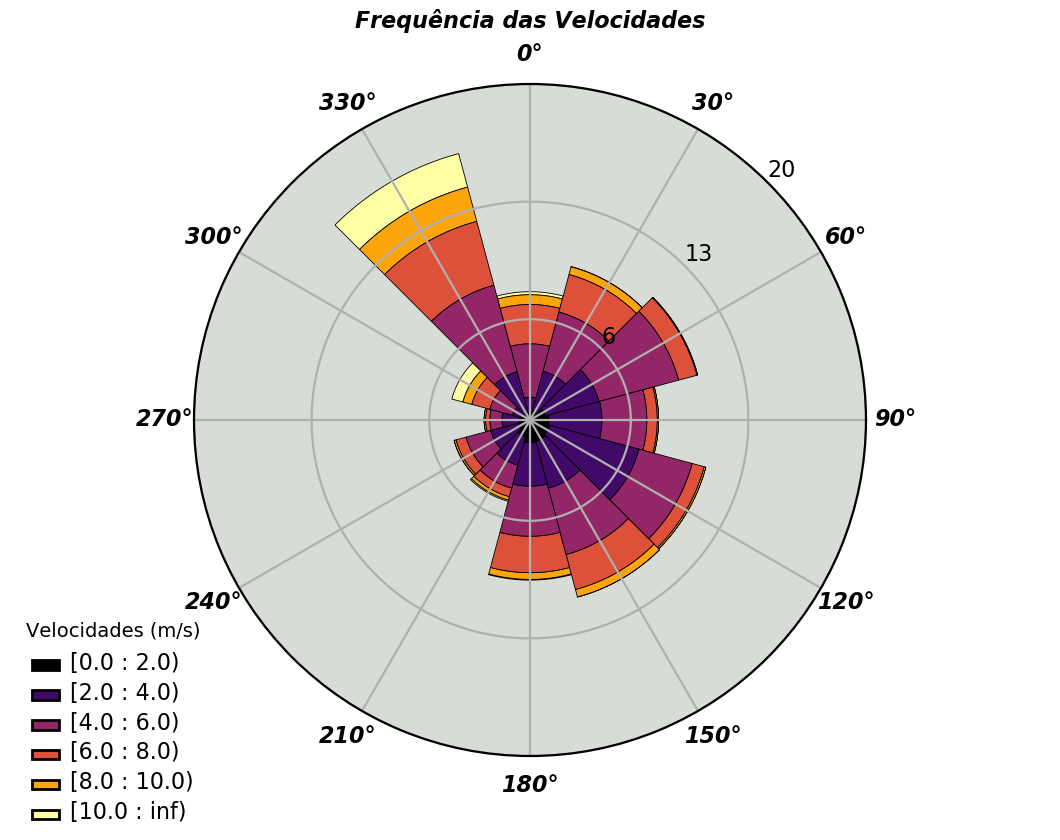 Frequência das Velocidades
0°
330° 30°
20
300° 60°
13
6
270° 90°
240° 120°
Velocidades (m/s)
[0.0 : 2.0)
[2.0 : 4.0)
[4.0 : 6.0)
210° 150°
[6.0 : 8.0)
180°
[8.0 : 10.0)
[10.0 : inf)